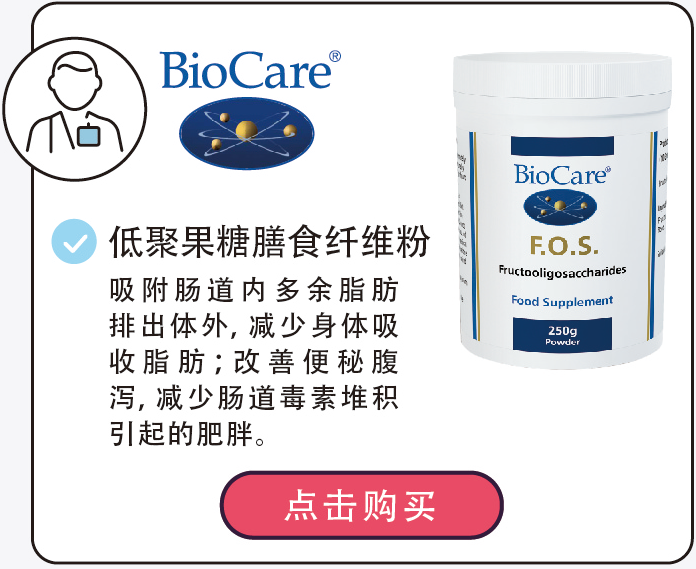 BioCare®
低聚果糖膳食纤维粉
吸附肠道内多余脂肪
排出体外，减少身体吸
收脂肪；改善便秘腹
泻，减少肠道毒素堆积
引起的肥胖。
点击购买
BioCare®
F.O.S.
Fructooligosaccharides
Food Supplement
250g
Powder